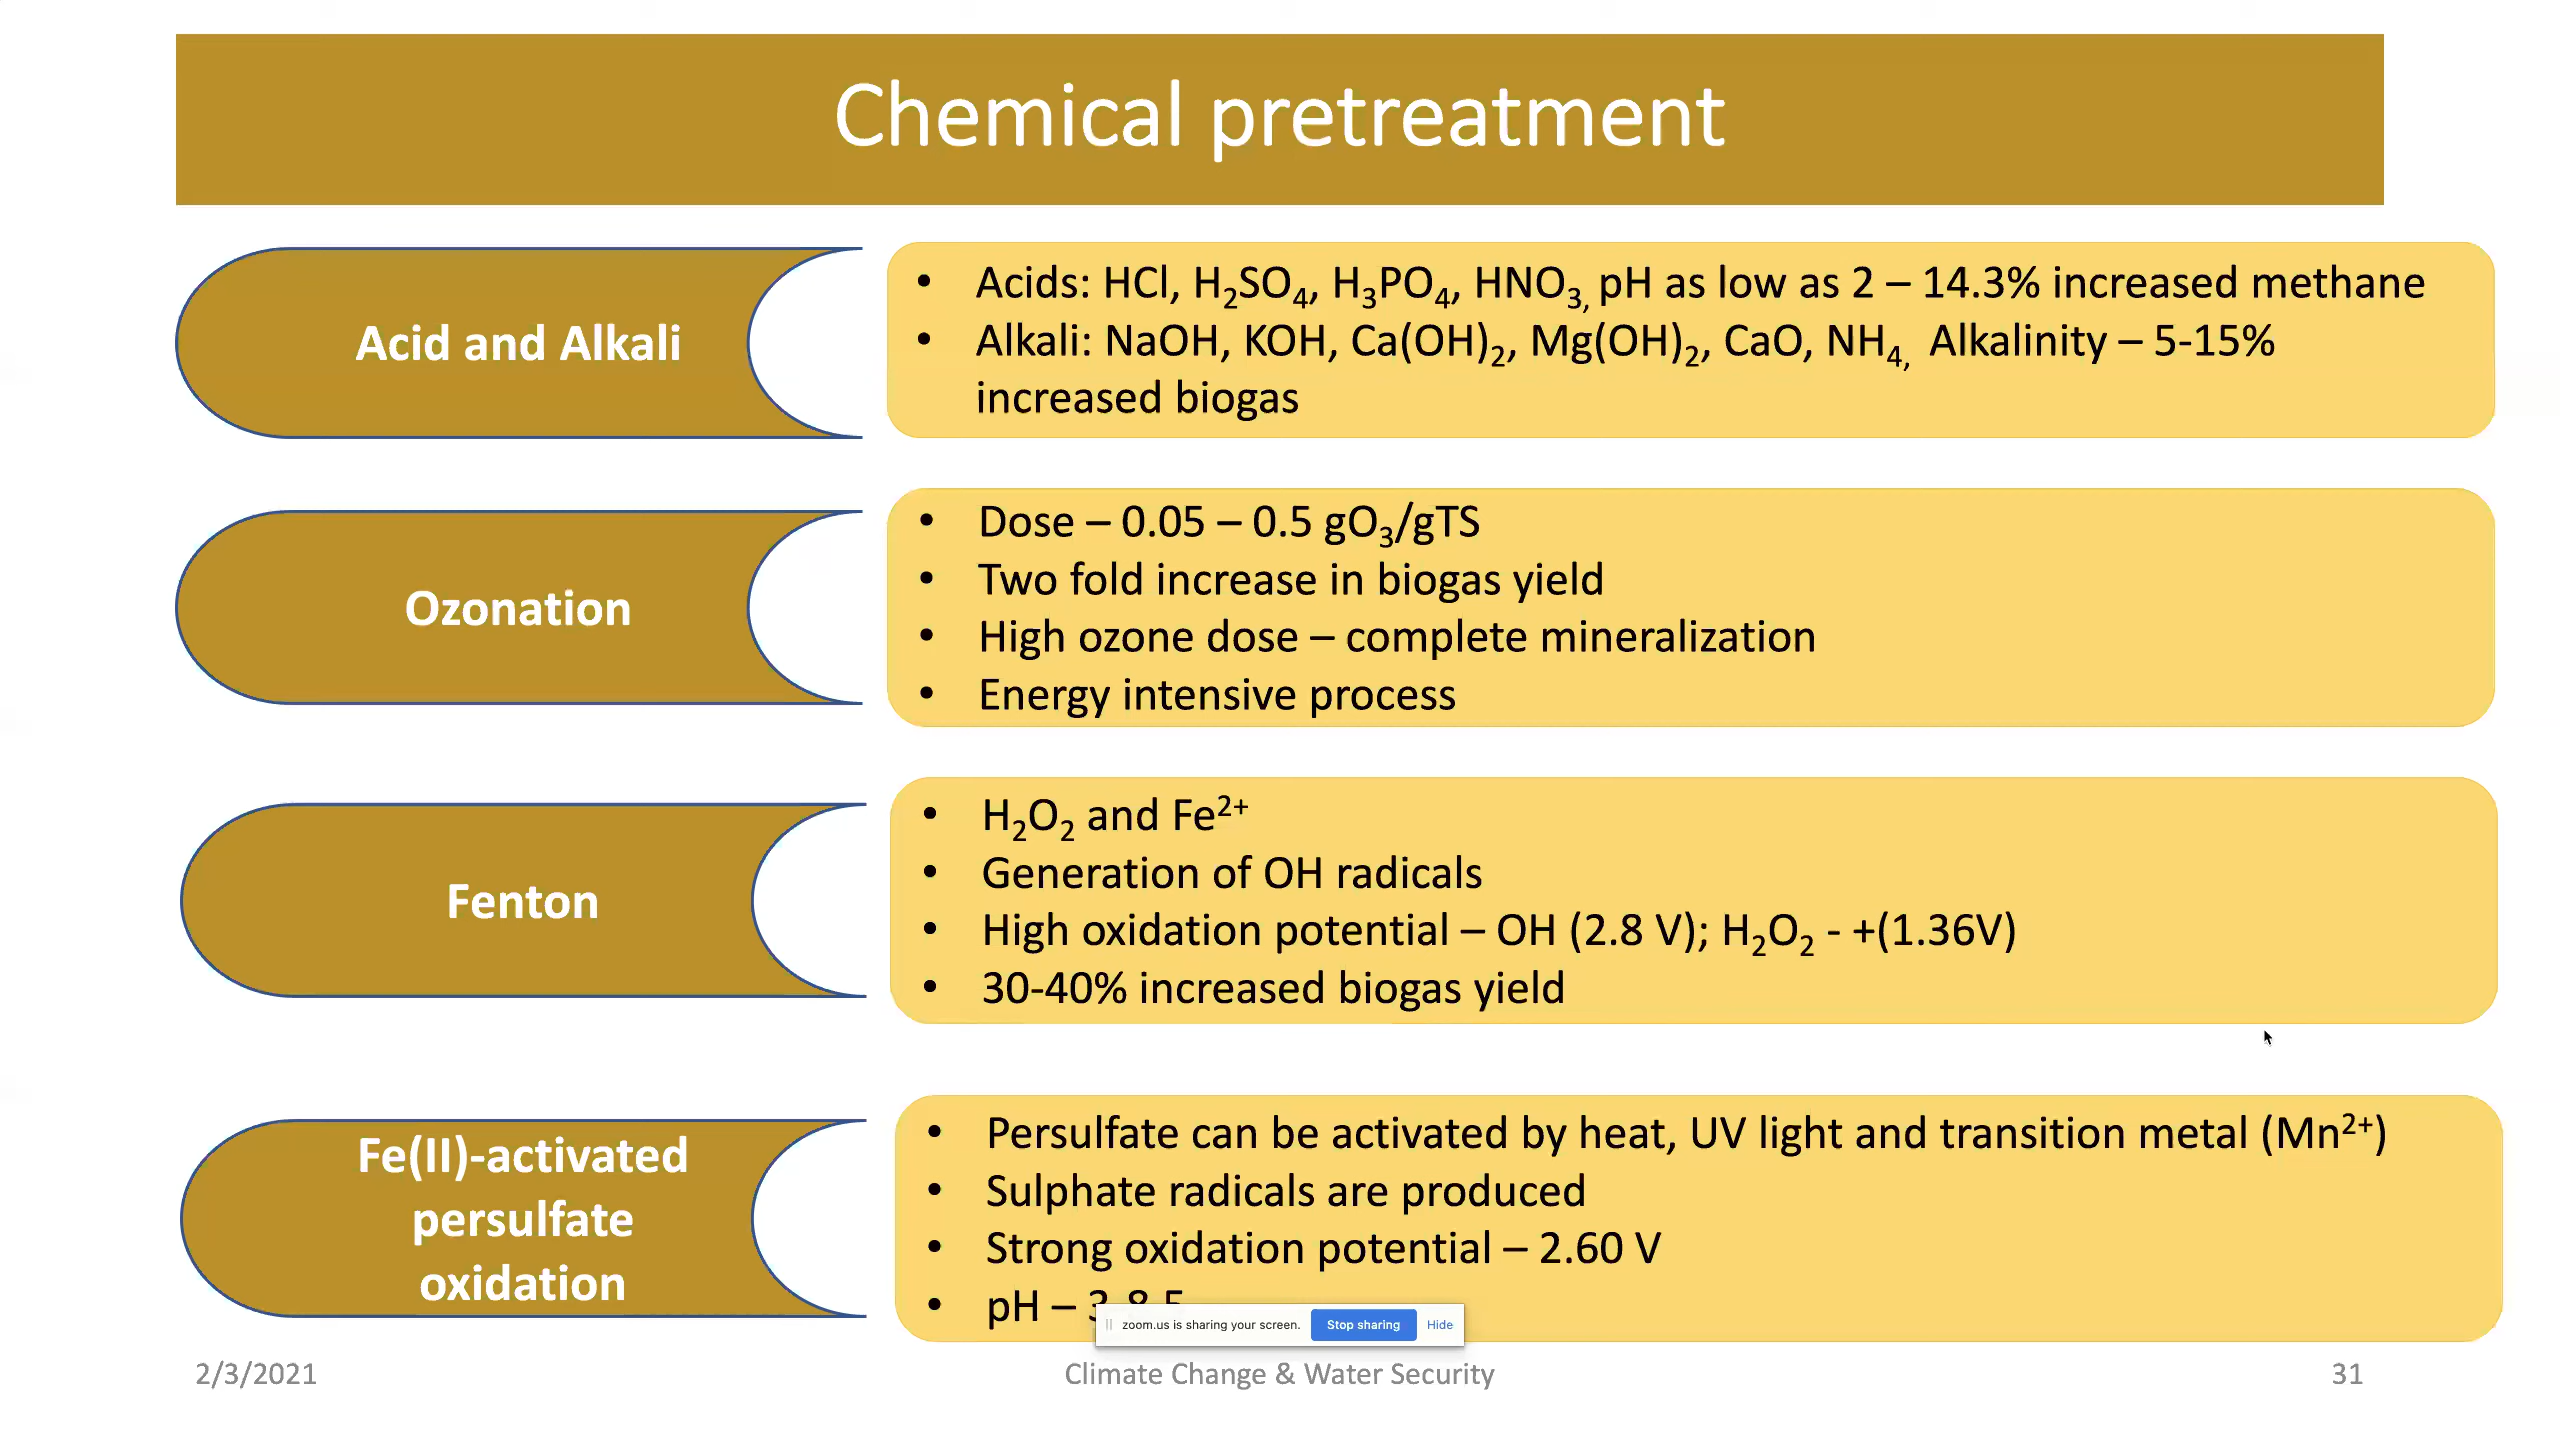 Chemical pretreatment
Acid and Alkali
• Acids: HCl, H₂SO₄, H₃PO₄, HNO₃, pH as low as 2 – 14.3% increased methane
• Alkali: NaOH, KOH, Ca(OH)₂, Mg(OH)₂, CaO, NH₄, Alkalinity – 5-15%
increased biogas
Ozonation
• Dose – 0.05 – 0.5 gO₃/gTS
• Two fold increase in biogas yield
• High ozone dose – complete mineralization
• Energy intensive process
Fenton
• H₂O₂ and Fe²⁺
• Generation of OH radicals
• High oxidation potential – OH (2.8 V); H₂O₂ - +(1.36V)
• 30-40% increased biogas yield
Fe(II)-activated
persulfate
oxidation
• Persulfate can be activated by heat, UV light and transition metal (Mn²⁺)
• Sulphate radicals are produced
• Strong oxidation potential – 2.60 V
• pH –
zoom.us is sharing your screen. Stop sharing Hide
2/3/2021
Climate Change & Water Security
31